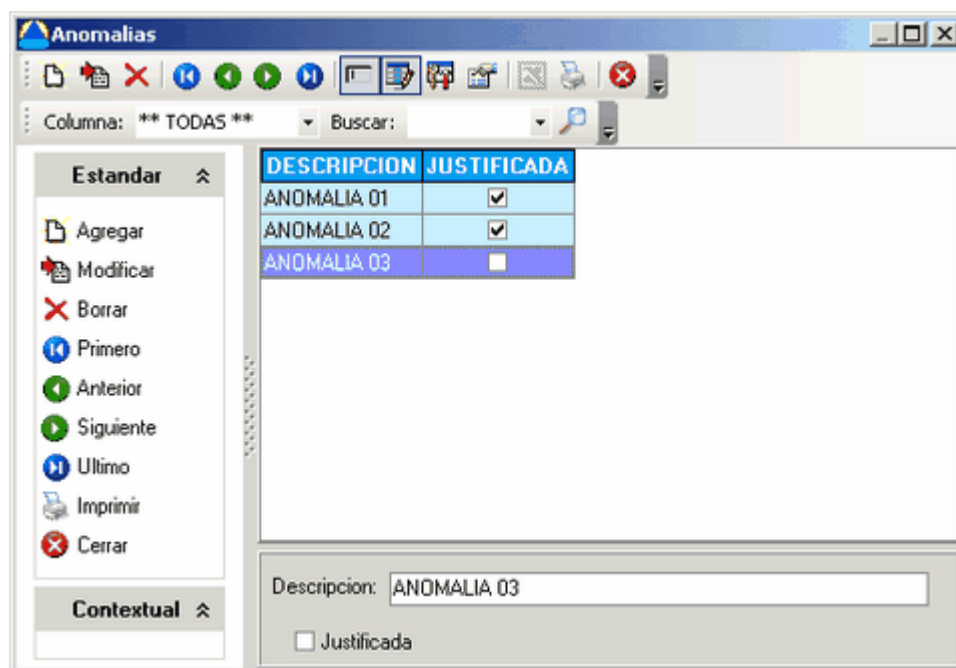 Anomalias
Columna: ** TODAS ** Buscar:
Estandar
Agregar
Modificar
Borrar
Primero
Anterior
Siguiente
Ultimo
Imprimir
Cerrar
Contextual
DESCRIPCION JUSTIFICADA
ANOMALIA 01
ANOMALIA 02
ANOMALIA 03
Descripcion: ANOMALIA 03
Justificada